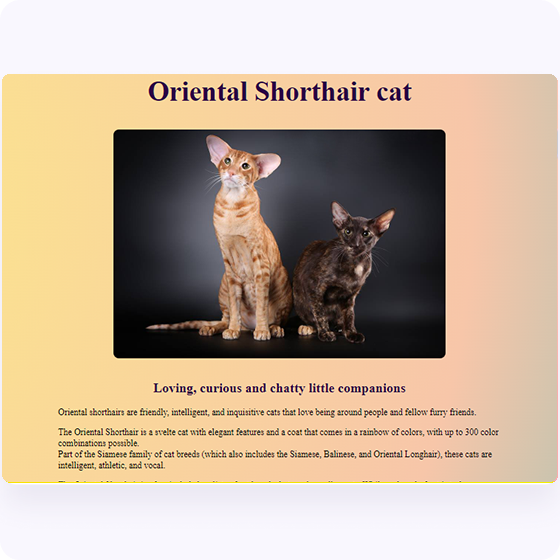 Oriental Shorthair cat
Loving, curious and chatty little companions
Oriental shorthairs are friendly, intelligent, and inquisitive cats that love being around people and fellow furry friends.
The Oriental Shorthair is a svelte cat with elegant features and a coat that comes in a rainbow of colors, with up to 300 color
combinations possible.
Part of the Siamese family of cat breeds (which also includes the Siamese, Balinese, and Oriental Longhair), these cats are
intelligent, athletic, and vocal.